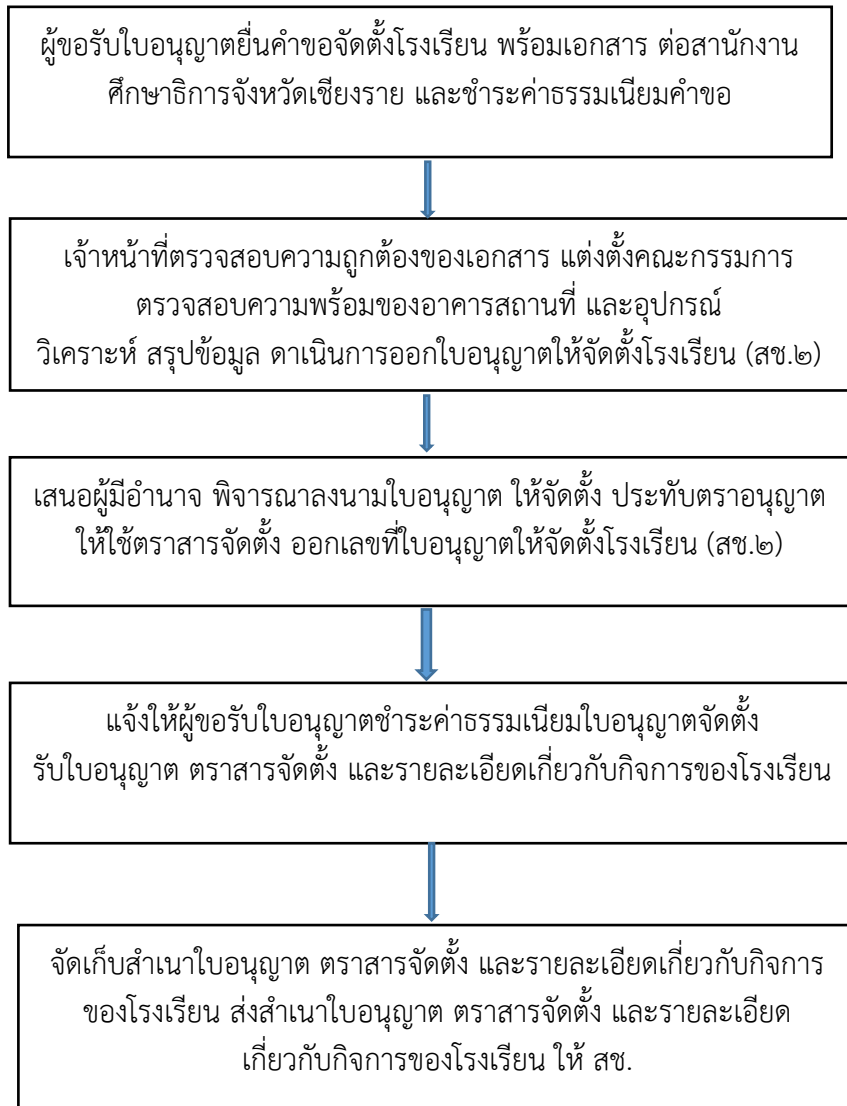 ผู้ขอรับใบอนุญาตยื่นคำขอจัดตั้งโรงเรียน พร้อมเอกสาร ต่อสานักงาน
ศึกษาธิการจังหวัดเชียงราย และชำระค่าธรรมเนียมคำขอ
เจ้าหน้าที่ตรวจสอบความถูกต้องของเอกสาร แต่งตั้งคณะกรรมการ
ตรวจสอบความพร้อมของอาคารสถานที่ และอุปกรณ์
วิเคราะห์ สรุปข้อมูล ดาเนินการออกใบอนุญาตให้จัดตั้งโรงเรียน (สช.๒)
เสนอผู้มีอำนาจ พิจารณาลงนามใบอนุญาต ให้จัดตั้ง ประทับตราอนุญาต
ให้ใช้ตราสารจัดตั้ง ออกเลขที่ใบอนุญาตให้จัดตั้งโรงเรียน (สช.๒)
แจ้งให้ผู้ขอรับใบอนุญาตชำระค่าธรรมเนียมใบอนุญาตจัดตั้ง
รับใบอนุญาต ตราสารจัดตั้ง และรายละเอียดเกี่ยวกับกิจการของโรงเรียน
จัดเก็บสำเนาใบอนุญาต ตราสารจัดตั้ง และรายละเอียดเกี่ยวกับกิจการ
ของโรงเรียน ส่งสำเนาใบอนุญาต ตราสารจัดตั้ง และรายละเอียด
เกี่ยวกับกิจการของโรงเรียน ให้ สช.